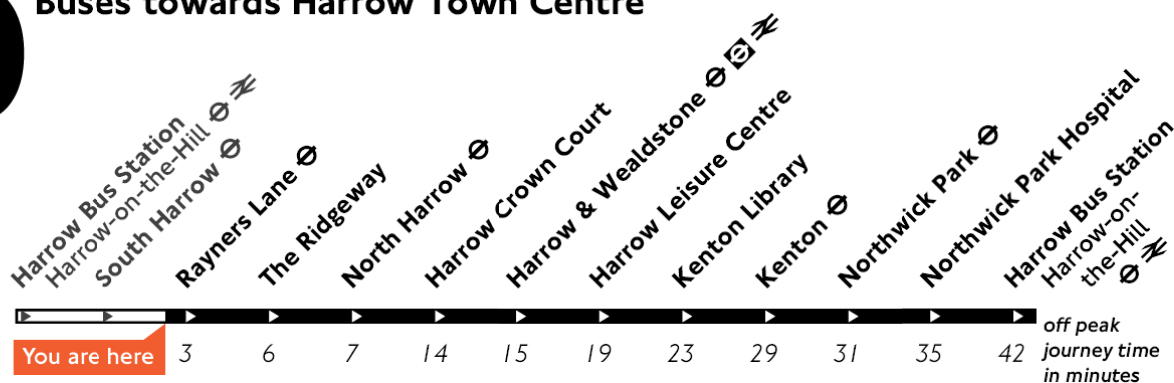 Buses towards Harrow Town Centre
Harrow Bus Station
Harrow-on-the-Hill
South Harrow
Rayners Lane
The Ridgeway
North Harrow
Harrow Crown Court
Harrow & Wealdstone
Harrow Leisure Centre
Kenton Library
Kenton
Northwick Park
Northwick Park Hospital
Harrow Bus Station
Harrow-on-
the-Hill
You are here
3 6 7 14 15 19 23 29 31 35 42
off peak
journey time
in minutes